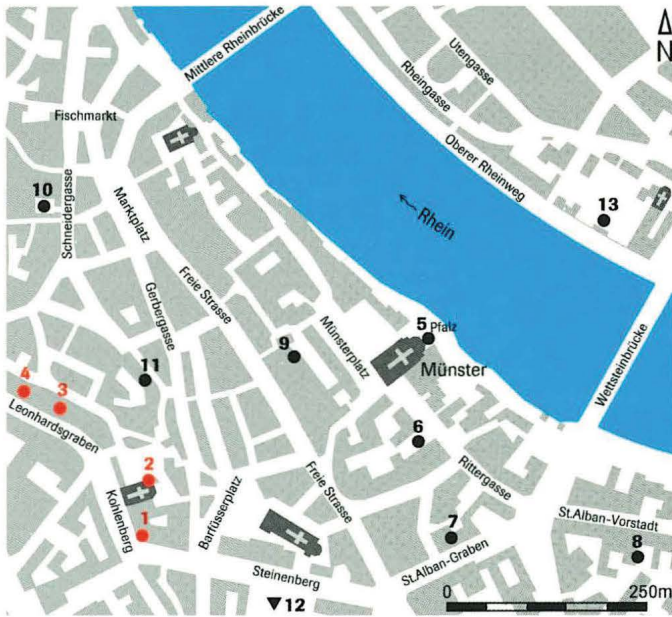 N
Mittlere Rheinbrücke
Utengasse
Rheingasse
Fischmarkt
Oberer Rheinweg
10
Schneidergasse
Marktplatz
Rhein
13
Gerbergasse
Freie Strasse
Münsterplatz
5 Pfalz
9
Münster
Wettsteinbrücke
4
3
11
Leonhardsgraben
6
2
Rittergasse
Kohlenberg
1
Barfüsserplatz
Freie Strasse
7
St.Alban-Vorstadt
8
Steinenberg
St.Alban-Graben
12
0
250m